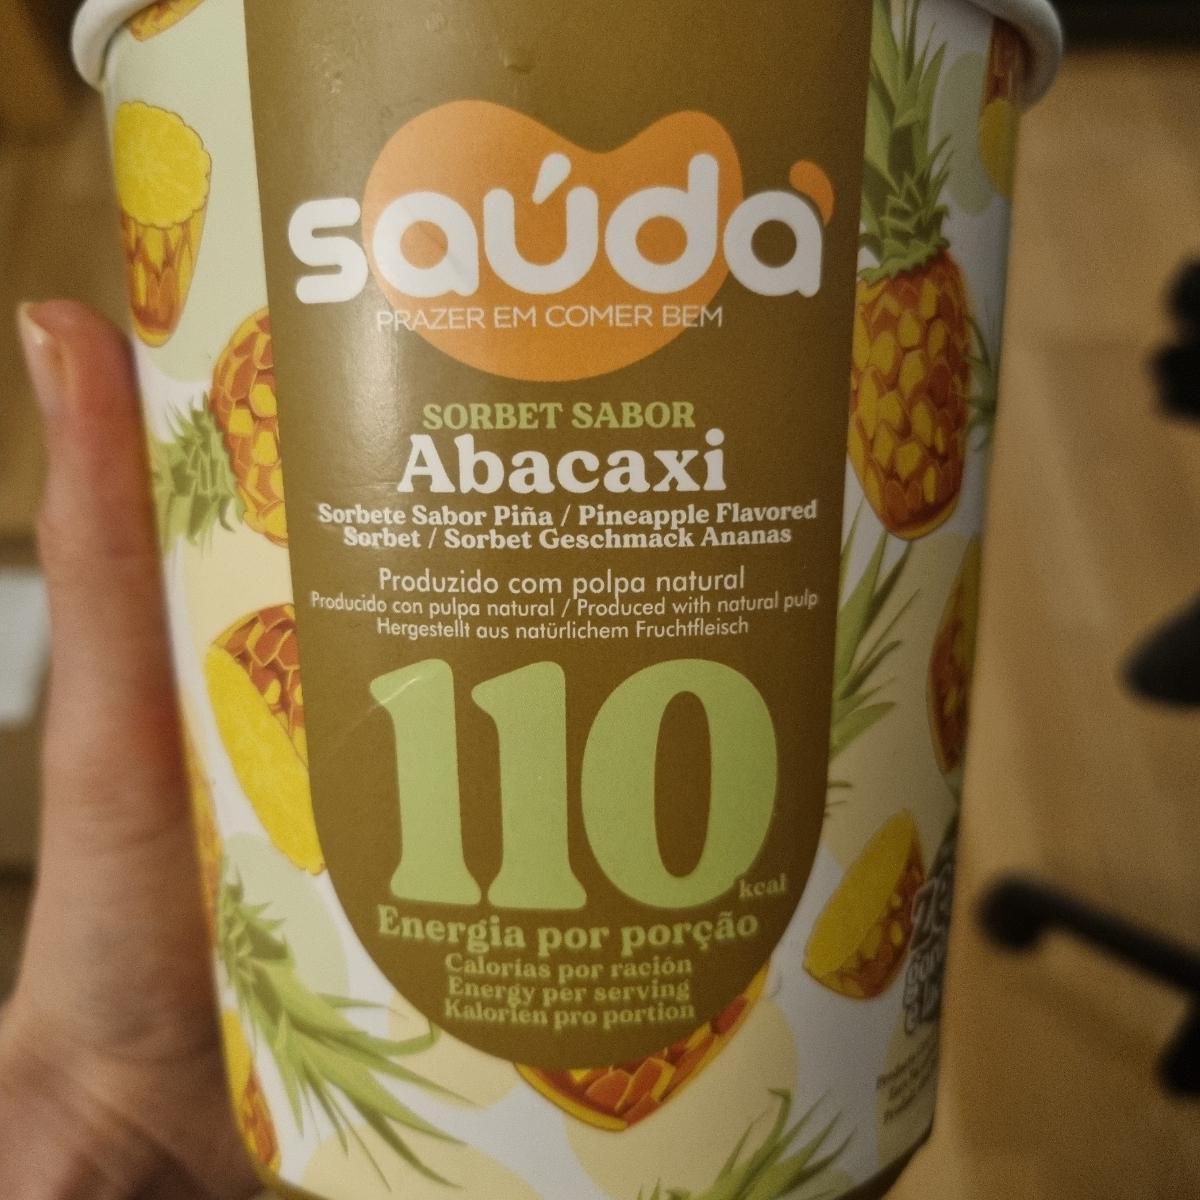 saúda
PRAZER EM COMER BEM
SORBET SABOR
Abacaxi
Sorbete Sabor Piña / Pineapple Flavored
Sorbet / Sorbet Geschmack Ananas
Produzido com polpa natural
Producido con pulpa natural / Produced with natural pulp
Hergestellt aus natürlichem Fruchtfleisch
110
kcal
Energia por porção
Calorías por ración
Energy per serving
Kalorien pro portion